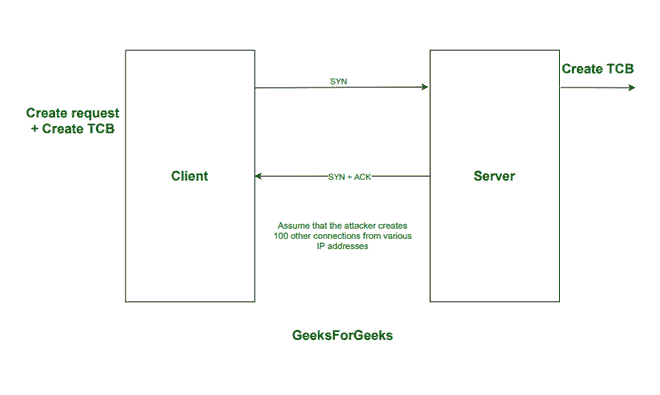 SYN
Create TCB
Create request
+ Create TCB
Client
SYN + ACK
Server
Assume that the attacker creates
100 other connections from various
IP addresses
GeeksForGeeks